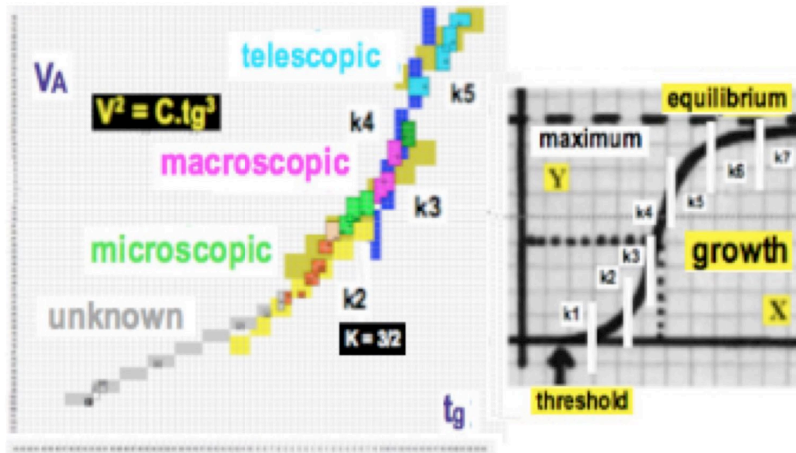 telescopic
VA
V² = C.tg³
k5
k4
macroscopic
k3
microscopic
k2
unknown
K = 3/2
tg
equilibrium
maximum
k7
Y
k6
k5
k4
growth
k3
k2
X
k1
threshold